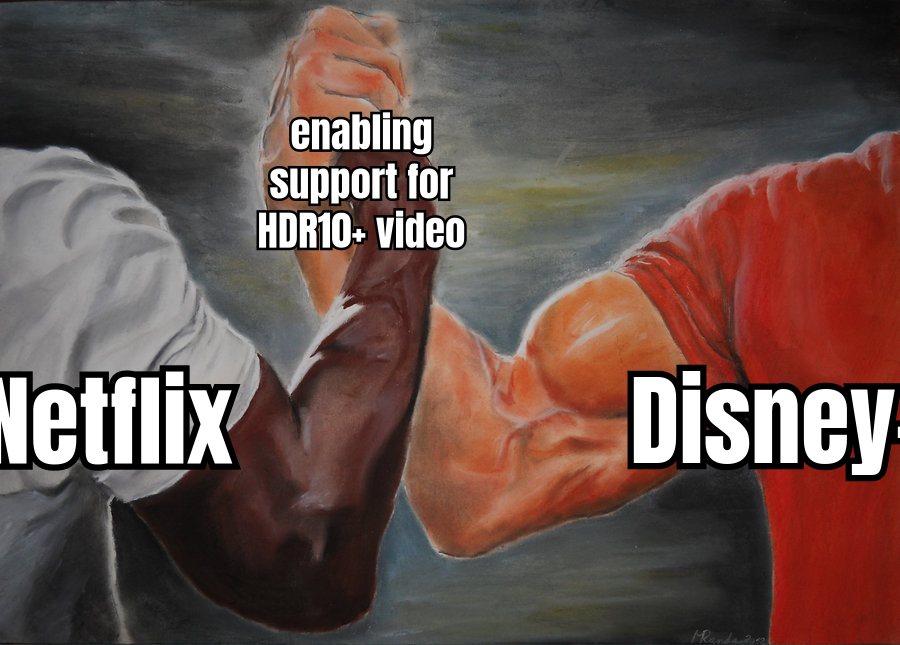 enabling
support for
HDR10+ video
Netflix
Disney+